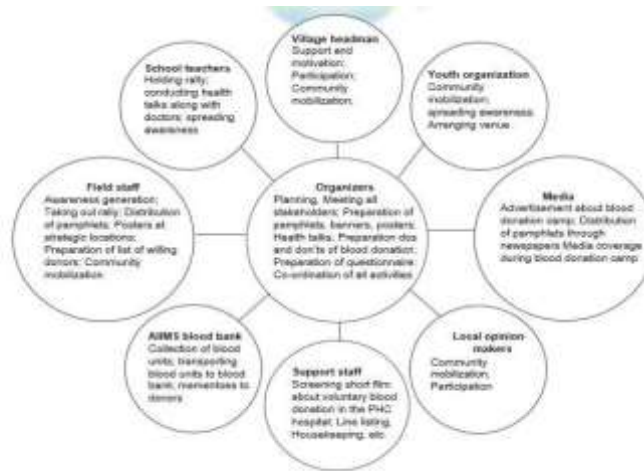 Village headman
Support and
motivation;
Participation;
Community
mobilization;
School teachers
Holding rally;
conducting health
talks along with
doctors; spreading
awareness
Youth organization
Community
mobilization;
spreading awareness;
Arranging venue
Field staff
Awareness generation;
Taking out rally; Distribution
of pamphlets; Posters at
strategic locations;
Preparation of list of willing
donors; Community
mobilization
Organizers
Planning, Meeting all
stakeholders; Preparation of
pamphlets, banners, posters;
Health talks. Preparation dos
and don'ts of blood donation;
Preparation of questionnaire
Co-ordination of all activities
Media
Advertisement about blood
donation camp; Distribution
of pamphlets through
newspapers Media coverage
during blood donation camp
AIIMS blood bank
Collection of blood
units; transporting
blood units to blood
bank; mementoes to
donors
Support staff
Screening short film
about voluntary blood
donation in the PHC
hospital; Line listing,
Housekeeping, etc
Local opinion
makers
Community
mobilization;
Participation